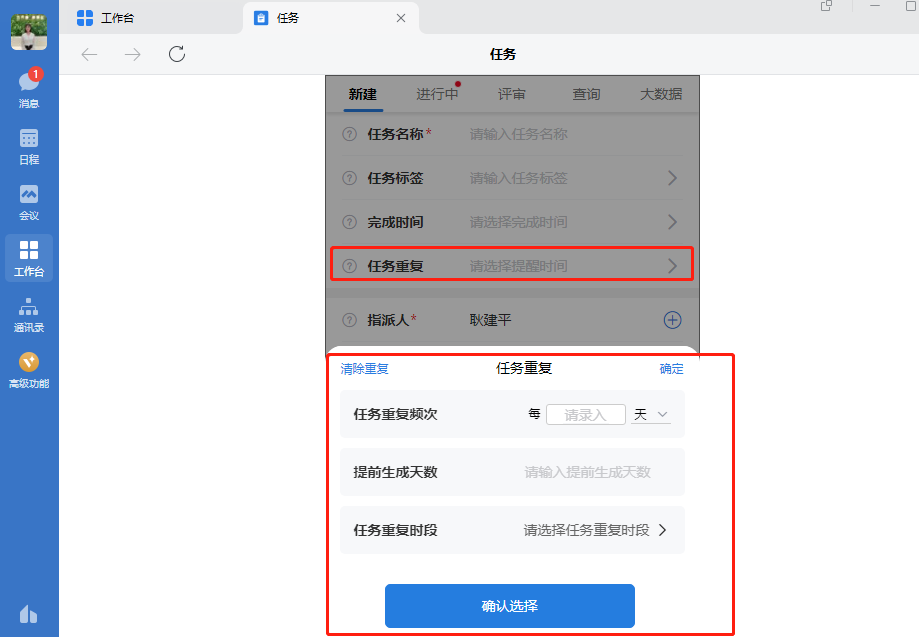 工作台
任务
1
消息
日程
会议
工作台
通讯录
高级功能
任务
新建 进行中 评审 查询 大数据
? 任务名称* 请输入任务名称
? 任务标签 请输入任务标签
? 完成时间 请选择完成时间
? 任务重复 请选择提醒时间
? 指派人* 耿建平
清除重复 任务重复 确定
任务重复频次 每 请录入 天
提前生成天数 请输入提前生成天数
任务重复时段 请选择任务重复时段
确认选择